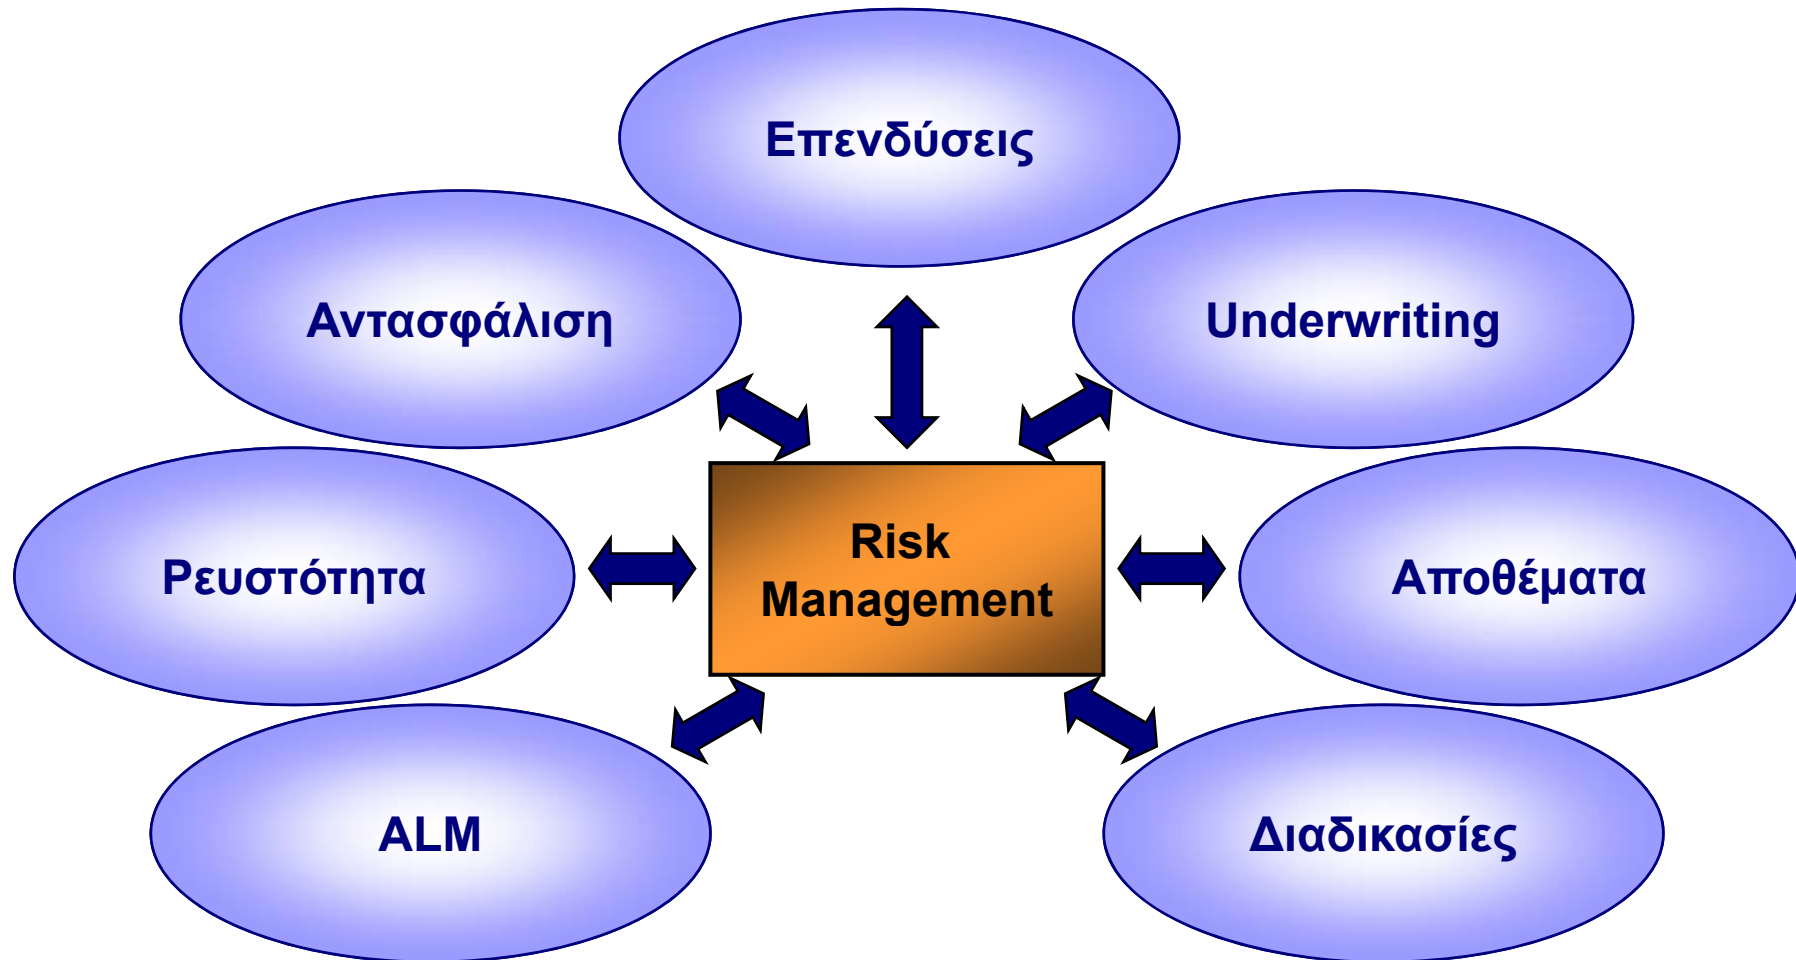 Επενδύσεις
Αντασφάλιση
Underwriting
Risk
Management
Ρευστότητα
Αποθέματα
ALM
Διαδικασίες